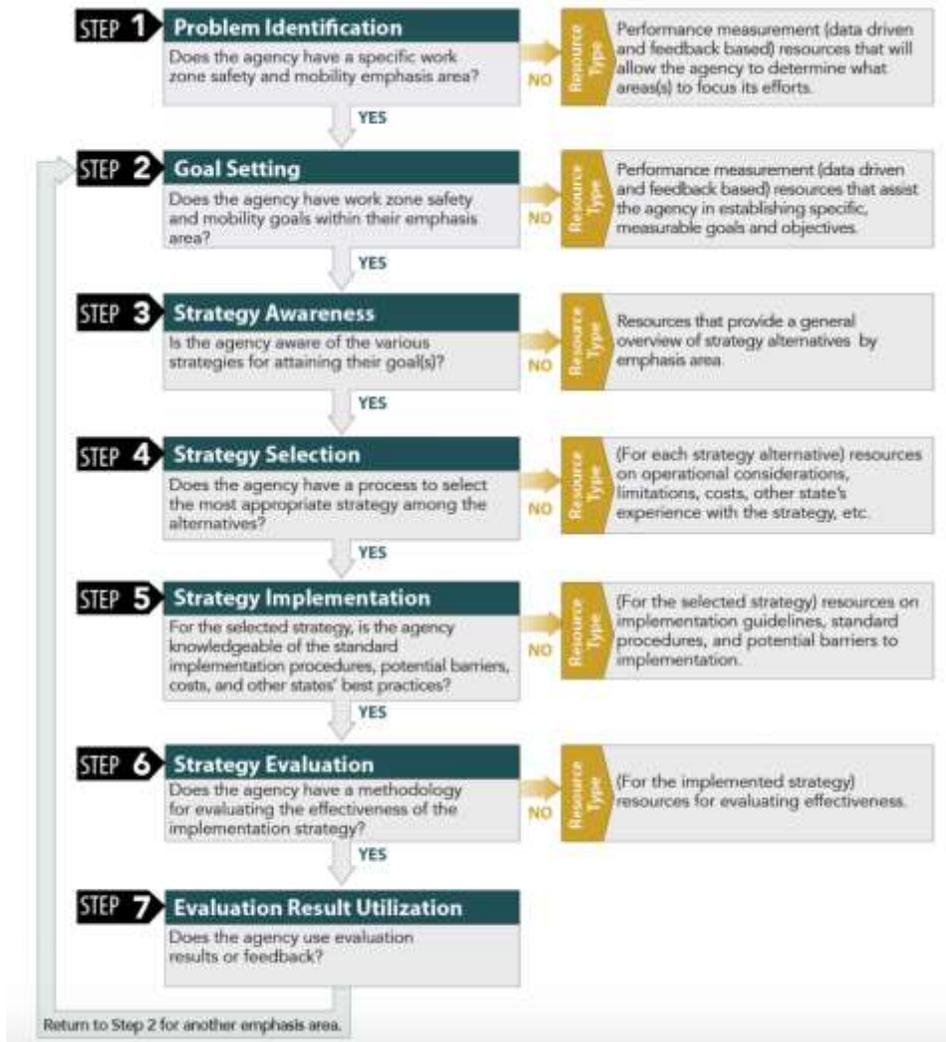 STEP 1
Problem Identification
Does the agency have a specific work
zone safety and mobility emphasis area?
NO
Resource
Type
Performance measurement (data driven
and feedback based) resources that will
allow the agency to determine what
areas(s) to focus its efforts.
YES
STEP 2
Goal Setting
Does the agency have work zone safety
and mobility goals within their emphasis
area?
NO
Resource
Type
Performance measurement (data driven
and feedback based) resources that assist
the agency in establishing specific,
measurable goals and objectives.
YES
STEP 3
Strategy Awareness
Is the agency aware of the various
strategies for attaining their goal(s)?
NO
Resource
Type
Resources that provide a general
overview of strategy alternatives by
emphasis area.
YES
STEP 4
Strategy Selection
Does the agency have a process to select
the most appropriate strategy among the
alternatives?
NO
Resource
Type
(For each strategy alternative) resources
on operational considerations,
limitations, costs, other state's
experience with the strategy, etc.
YES
STEP 5
Strategy Implementation
For the selected strategy, is the agency
knowledgeable of the standard
implementation procedures, potential barriers,
costs, and other states' best practices?
NO
Resource
Type
(For the selected strategy) resources on
implementation guidelines, standard
procedures, and potential barriers to
implementation.
YES
STEP 6
Strategy Evaluation
Does the agency have a methodology
for evaluating the effectiveness of the
implementation strategy?
NO
Resource
Type
(For the implemented strategy)
resources for evaluating effectiveness.
YES
STEP 7
Evaluation Result Utilization
Does the agency use evaluation
results or feedback?
Return to Step 2 for another emphasis area.